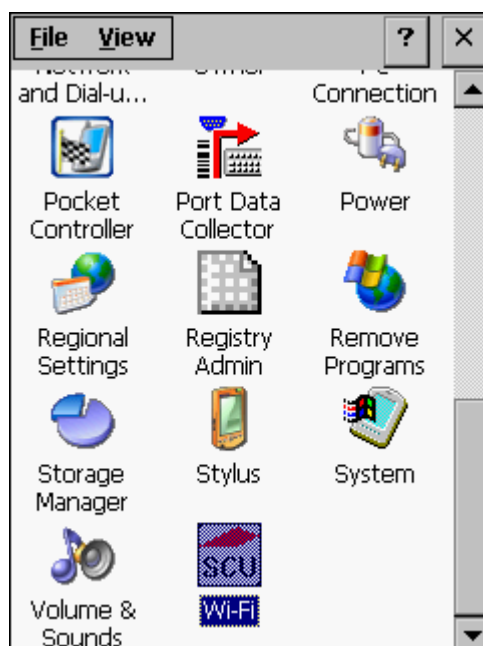 File View ? ×
and Dial-u... Connection
Pocket Controller
Port Data Collector
Power
Regional Settings
Registry Admin
Remove Programs
Storage Manager
Stylus
System
Volume & Sounds
SCU
Wi-Fi